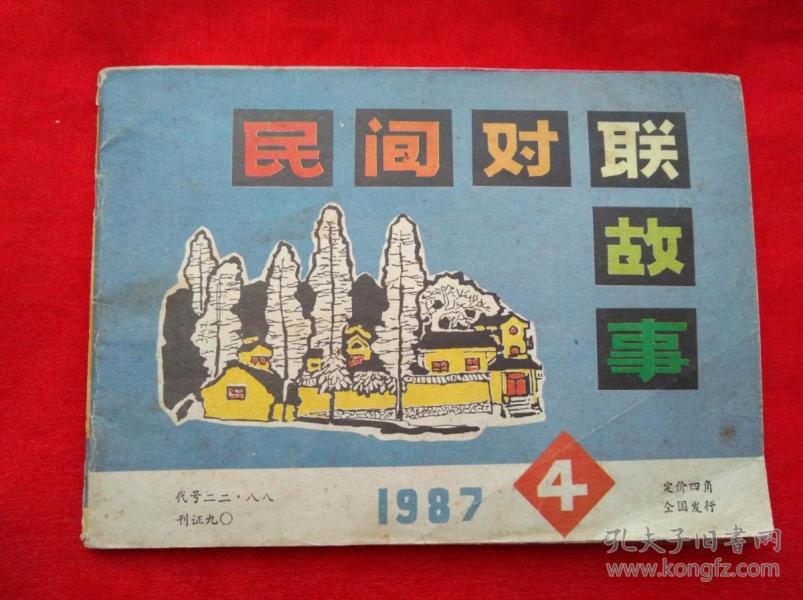 民间对联
故
事
代号二二·八八
刊证九〇
1987
4
定价四角
全国发行
孔夫子旧书网
www.kongfz.com